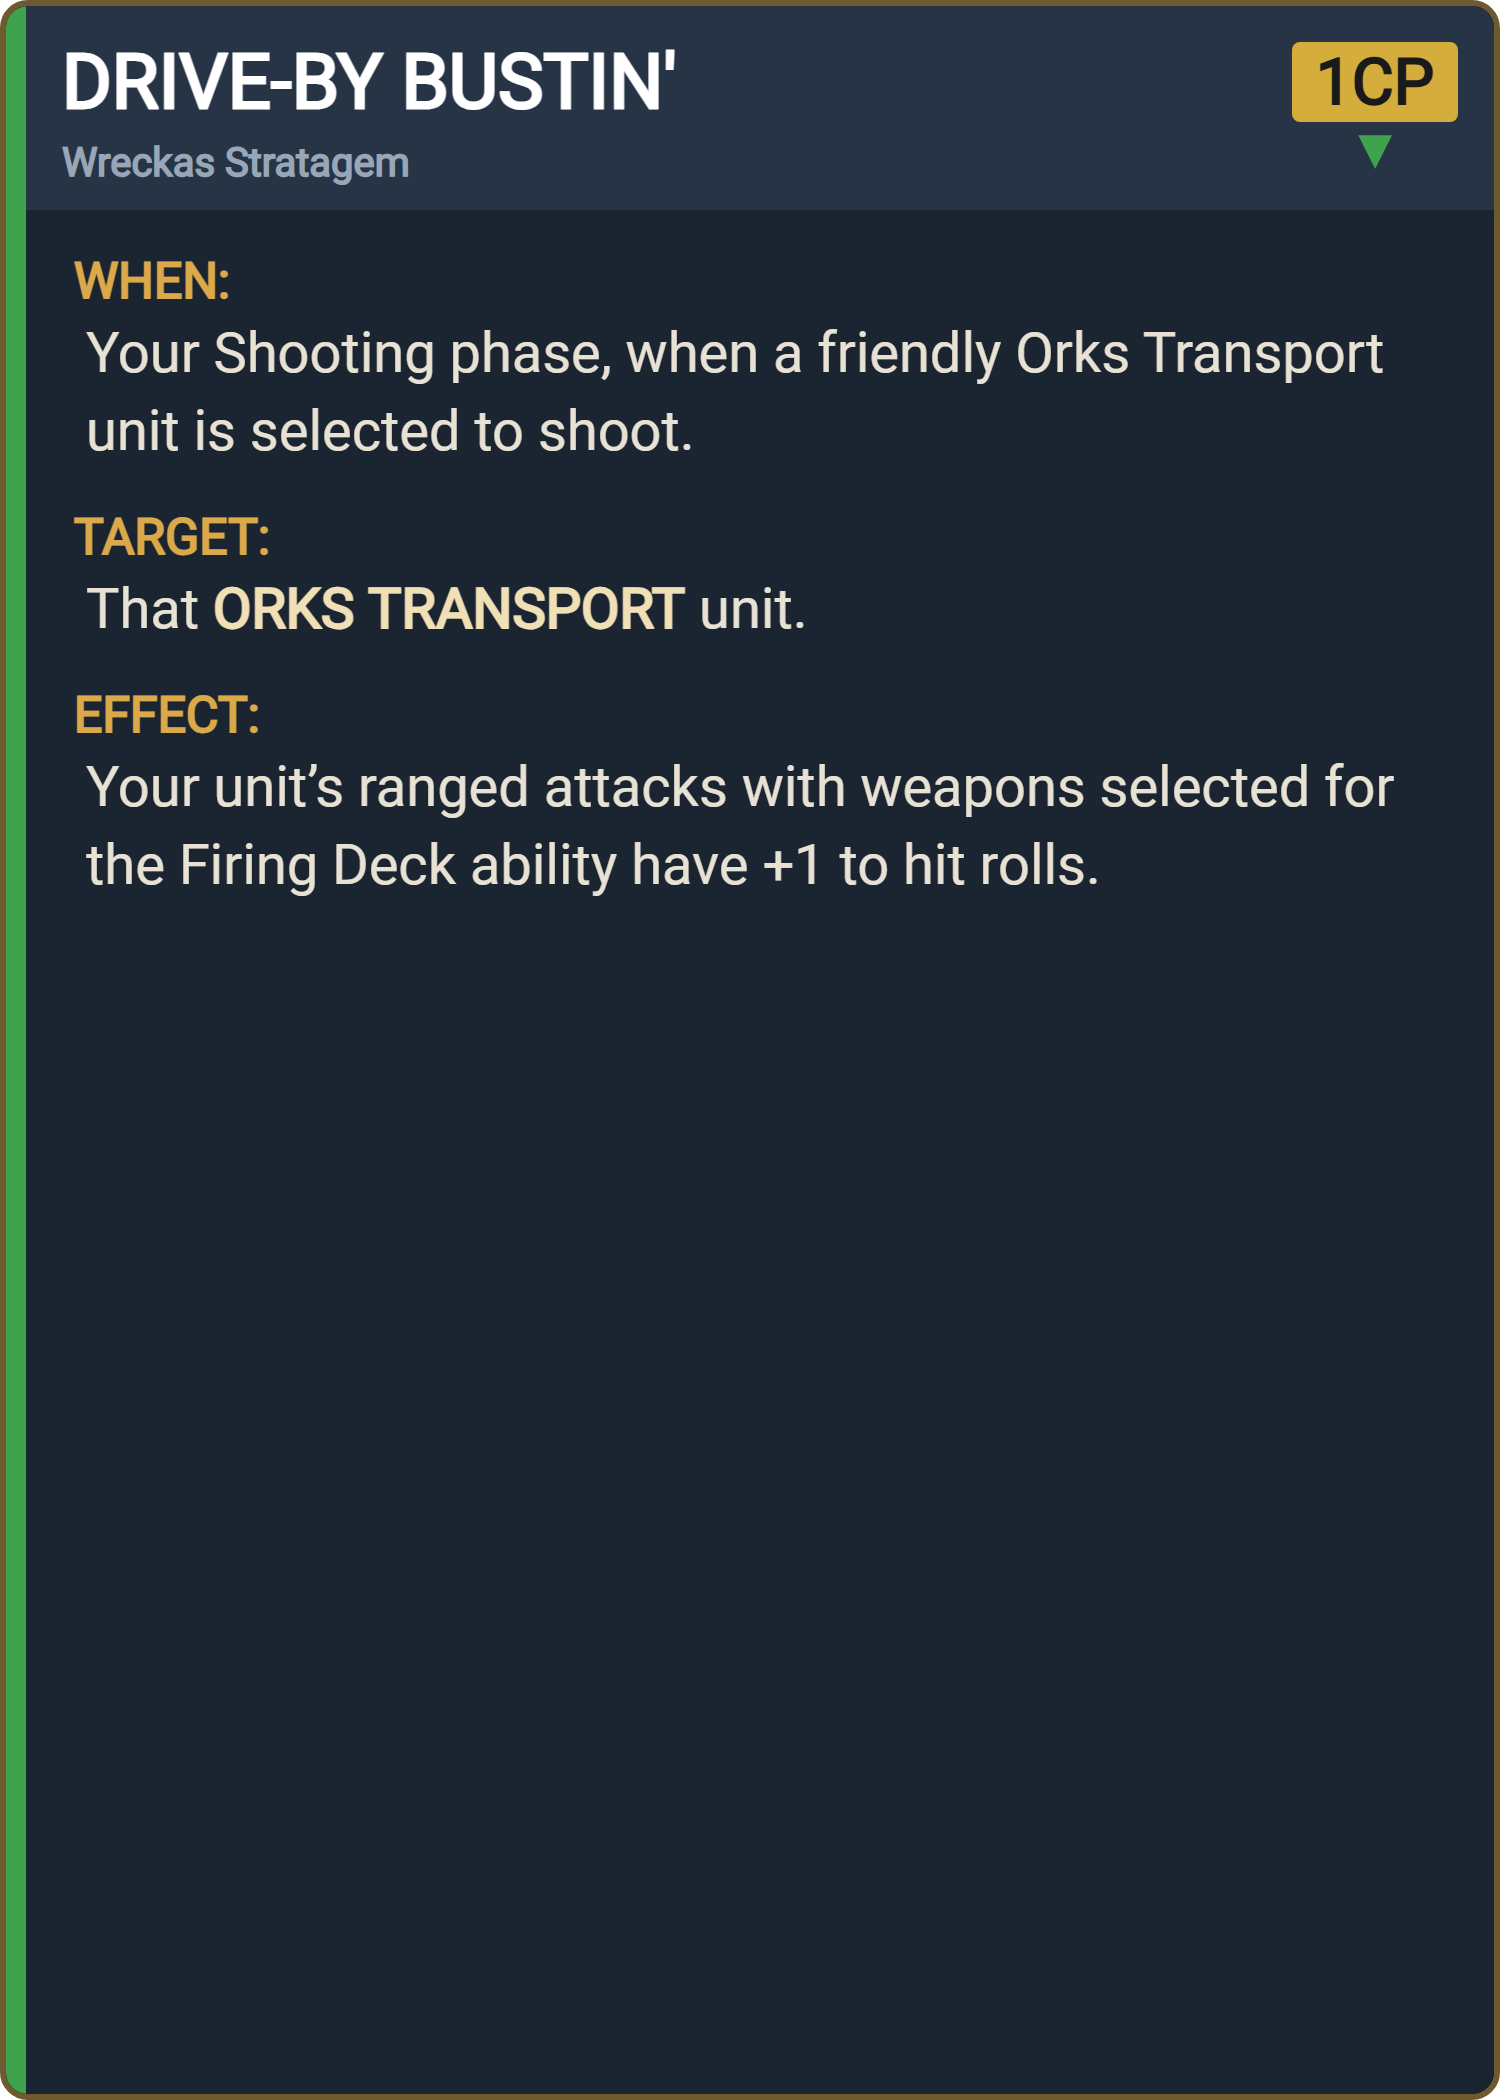 DRIVE-BY BUSTIN'
1CP
Wreckas Stratagem
WHEN:
Your Shooting phase, when a friendly Orks Transport
unit is selected to shoot.
TARGET:
That ORKS TRANSPORT unit.
EFFECT:
Your unit’s ranged attacks with weapons selected for
the Firing Deck ability have +1 to hit rolls.